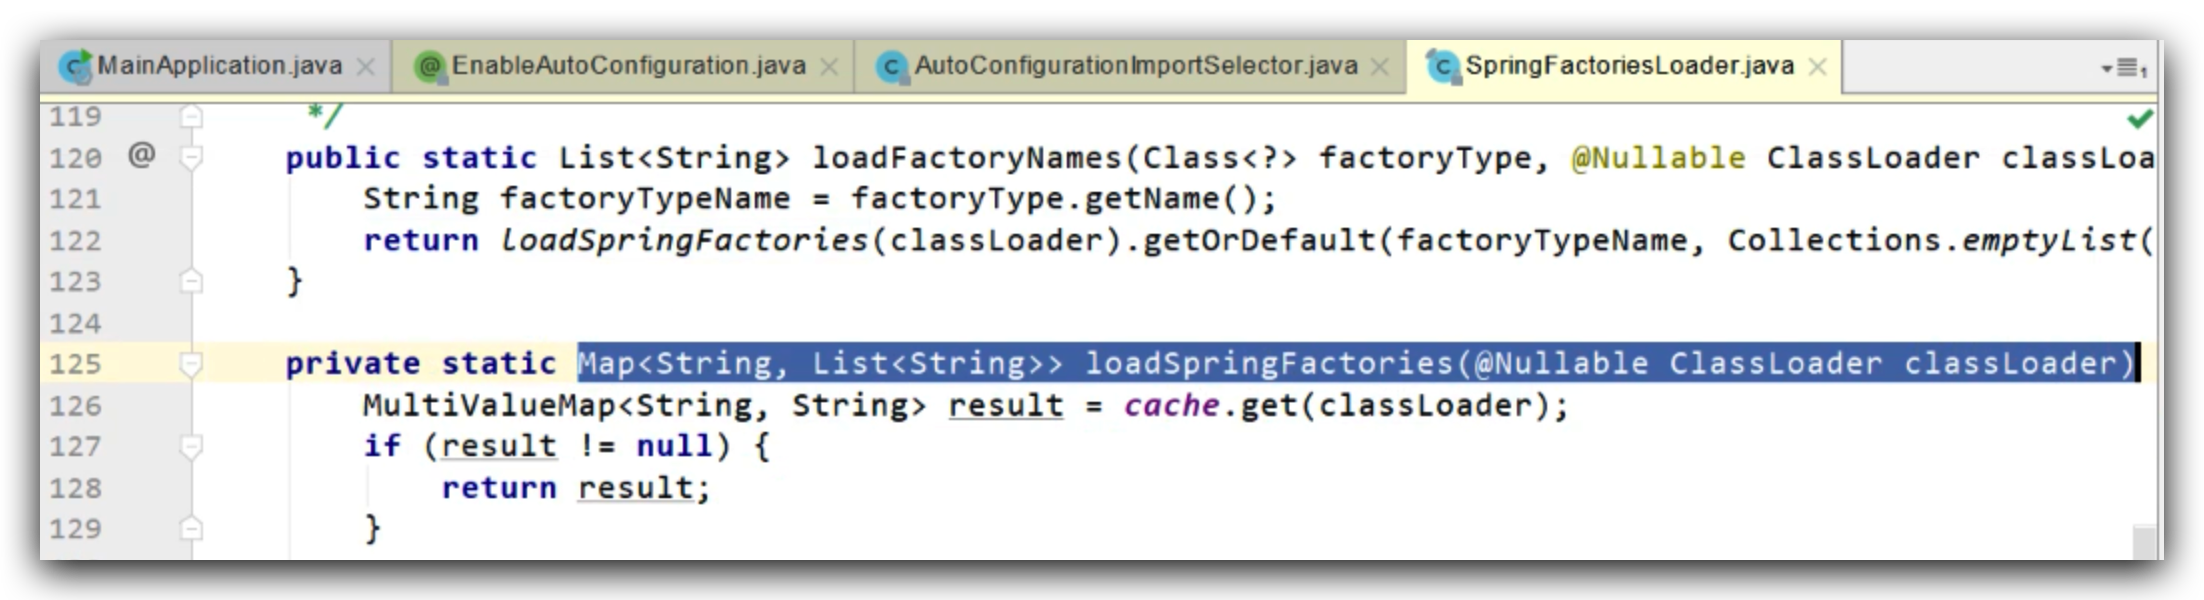 MainApplication.java EnableAutoConfiguration.java AutoConfigurationImportSelector.java SpringFactoriesLoader.java
119 */
120 @ public static List<String> loadFactoryNames(Class<?> factoryType, @Nullable ClassLoader classLoa
121 String factoryTypeName = factoryType.getName();
122 return loadSpringFactories(classLoader).getOrDefault(factoryTypeName, Collections.emptyList(
123 }
124
125 private static Map<String, List<String>> loadSpringFactories(@Nullable ClassLoader classLoader)
126 MultiValueMap<String, String> result = cache.get(classLoader);
127 if (result != null) {
128 return result;
129 }